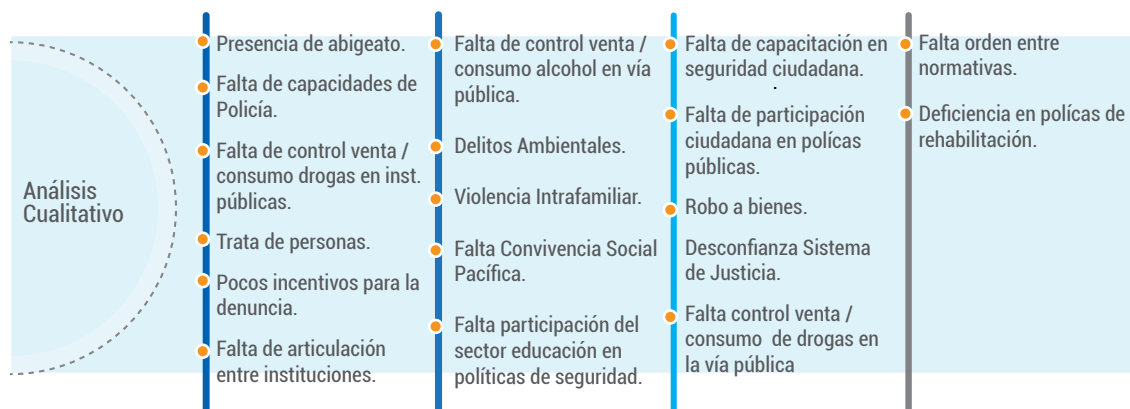 Análisis
Cualitativo
Presencia de abigeato.
Falta de capacidades de
Policía.
Falta de control venta /
consumo drogas en inst.
públicas.
Trata de personas.
Pocos incentivos para la
denuncia.
Falta de articulación
entre instituciones.
Falta de control venta /
consumo alcohol en vía
pública.
Delitos Ambientales.
Violencia Intrafamiliar.
Falta Convivencia Social
Pacífica.
Falta participación del
sector educación en
políticas de seguridad.
Falta de capacitación en
seguridad ciudadana.
.
Falta de participación
ciudadana en polícas
públicas.
Robo a bienes.
Desconfianza Sistema
de Justicia.
Falta control venta /
consumo de drogas en
la vía pública
Falta orden entre
normativas.
Deficiencia en polícas de
rehabilitación.